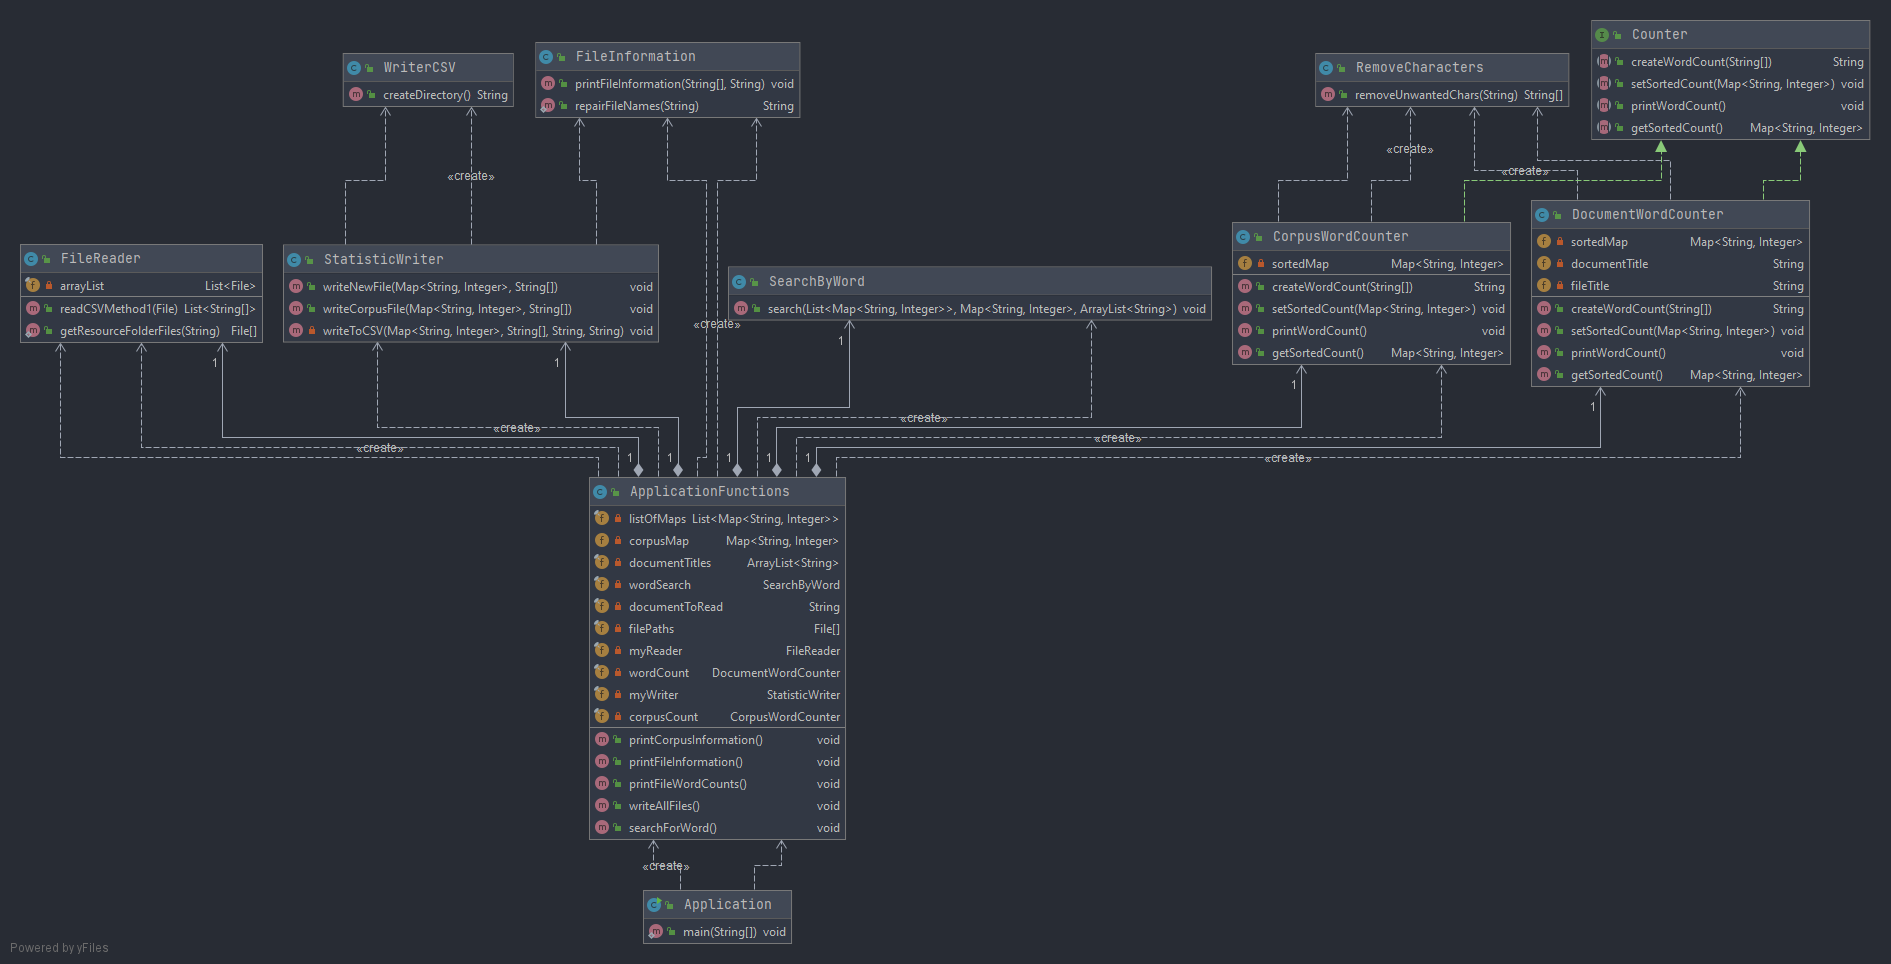 Counter
createWordCount(String[]) String
setSortedCount(Map<String, Integer>) void
printWordCount() void
getSortedCount() Map<String, Integer>
FileInformation
printFileInformation(String[], String) void
repairFileNames(String) String
WriterCSV
createDirectory() String
RemoveCharacters
removeUnwantedChars(String) String[]
«create»
«create»
«create»
DocumentWordCounter
sortedMap Map<String, Integer>
documentTitle String
fileTitle String
createWordCount(String[]) String
setSortedCount(Map<String, Integer>) void
printWordCount() void
getSortedCount() Map<String, Integer>
CorpusWordCounter
sortedMap Map<String, Integer>
createWordCount(String[]) String
setSortedCount(Map<String, Integer>) void
printWordCount() void
getSortedCount() Map<String, Integer>
FileReader
arrayList List<File>
readCSVMethod1(File) List<String[]>
getResourceFolderFiles(String) File[]
StatisticWriter
writeNewFile(Map<String, Integer>, String[]) void
writeCorpusFile(Map<String, Integer>, String[]) void
writeToCSV(Map<String, Integer>, String[], String, String) void
SearchByWord
search(List<Map<String, Integer>>, Map<String, Integer>, ArrayList<String>) void
«create»
1
1
1
1
1
«create»
«create»
«create»
«create»
«create»
1
1
1
1
1
ApplicationFunctions
listOfMaps List<Map<String, Integer>>
corpusMap Map<String, Integer>
documentTitles ArrayList<String>
wordSearch SearchByWord
documentToRead String
filePaths File[]
myReader FileReader
wordCount DocumentWordCounter
myWriter StatisticWriter
corpusCount CorpusWordCounter
printCorpusInformation() void
printFileInformation() void
printFileWordCounts() void
writeAllFiles() void
searchForWord() void
«create»
Application
main(String[]) void
Powered by yFiles